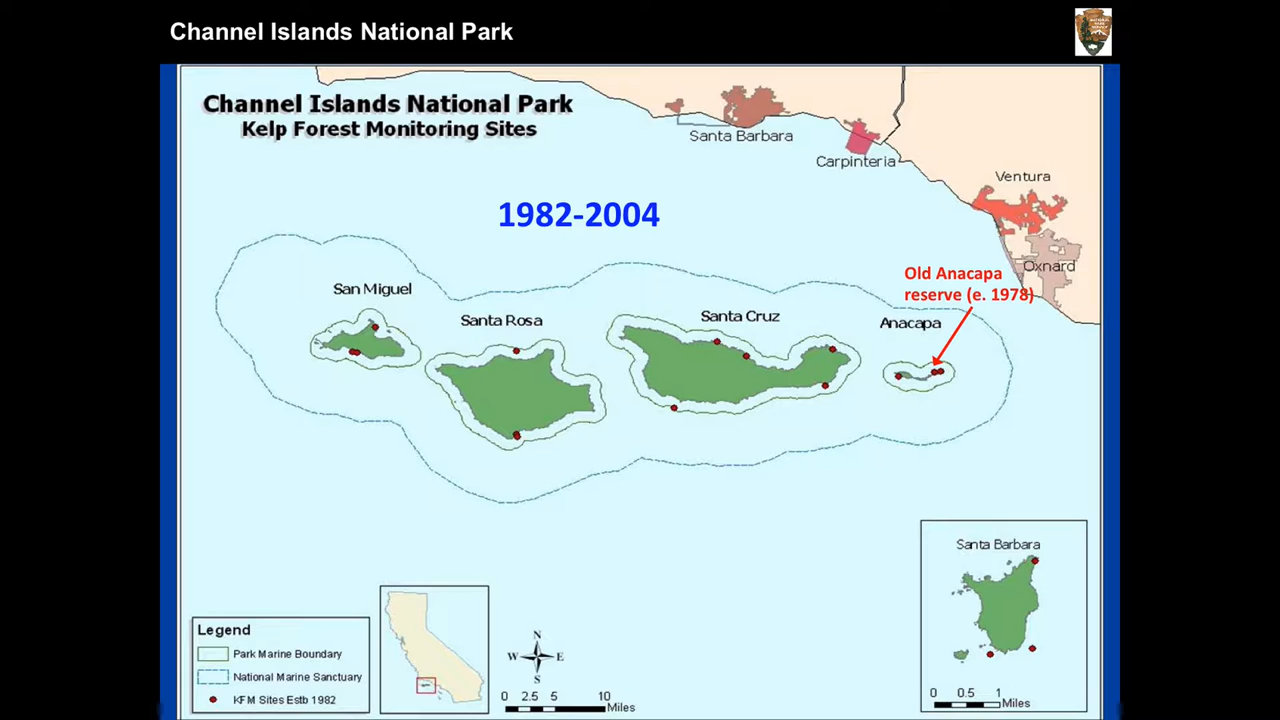 Channel Islands National Park
Channel Islands National Park
Kelp Forest Monitoring Sites
Santa Barbara
Carpinteria
Ventura
1982-2004
Oxnard
Old Anacapa
reserve (e. 1978)
San Miguel
Santa Rosa
Santa Cruz
Anacapa
Santa Barbara
Legend
Park Marine Boundary
National Marine Sanctuary
KFM Sites Estb 1982
N
W E
S
0 2.5 5 10
Miles
0 0.5 1
Miles